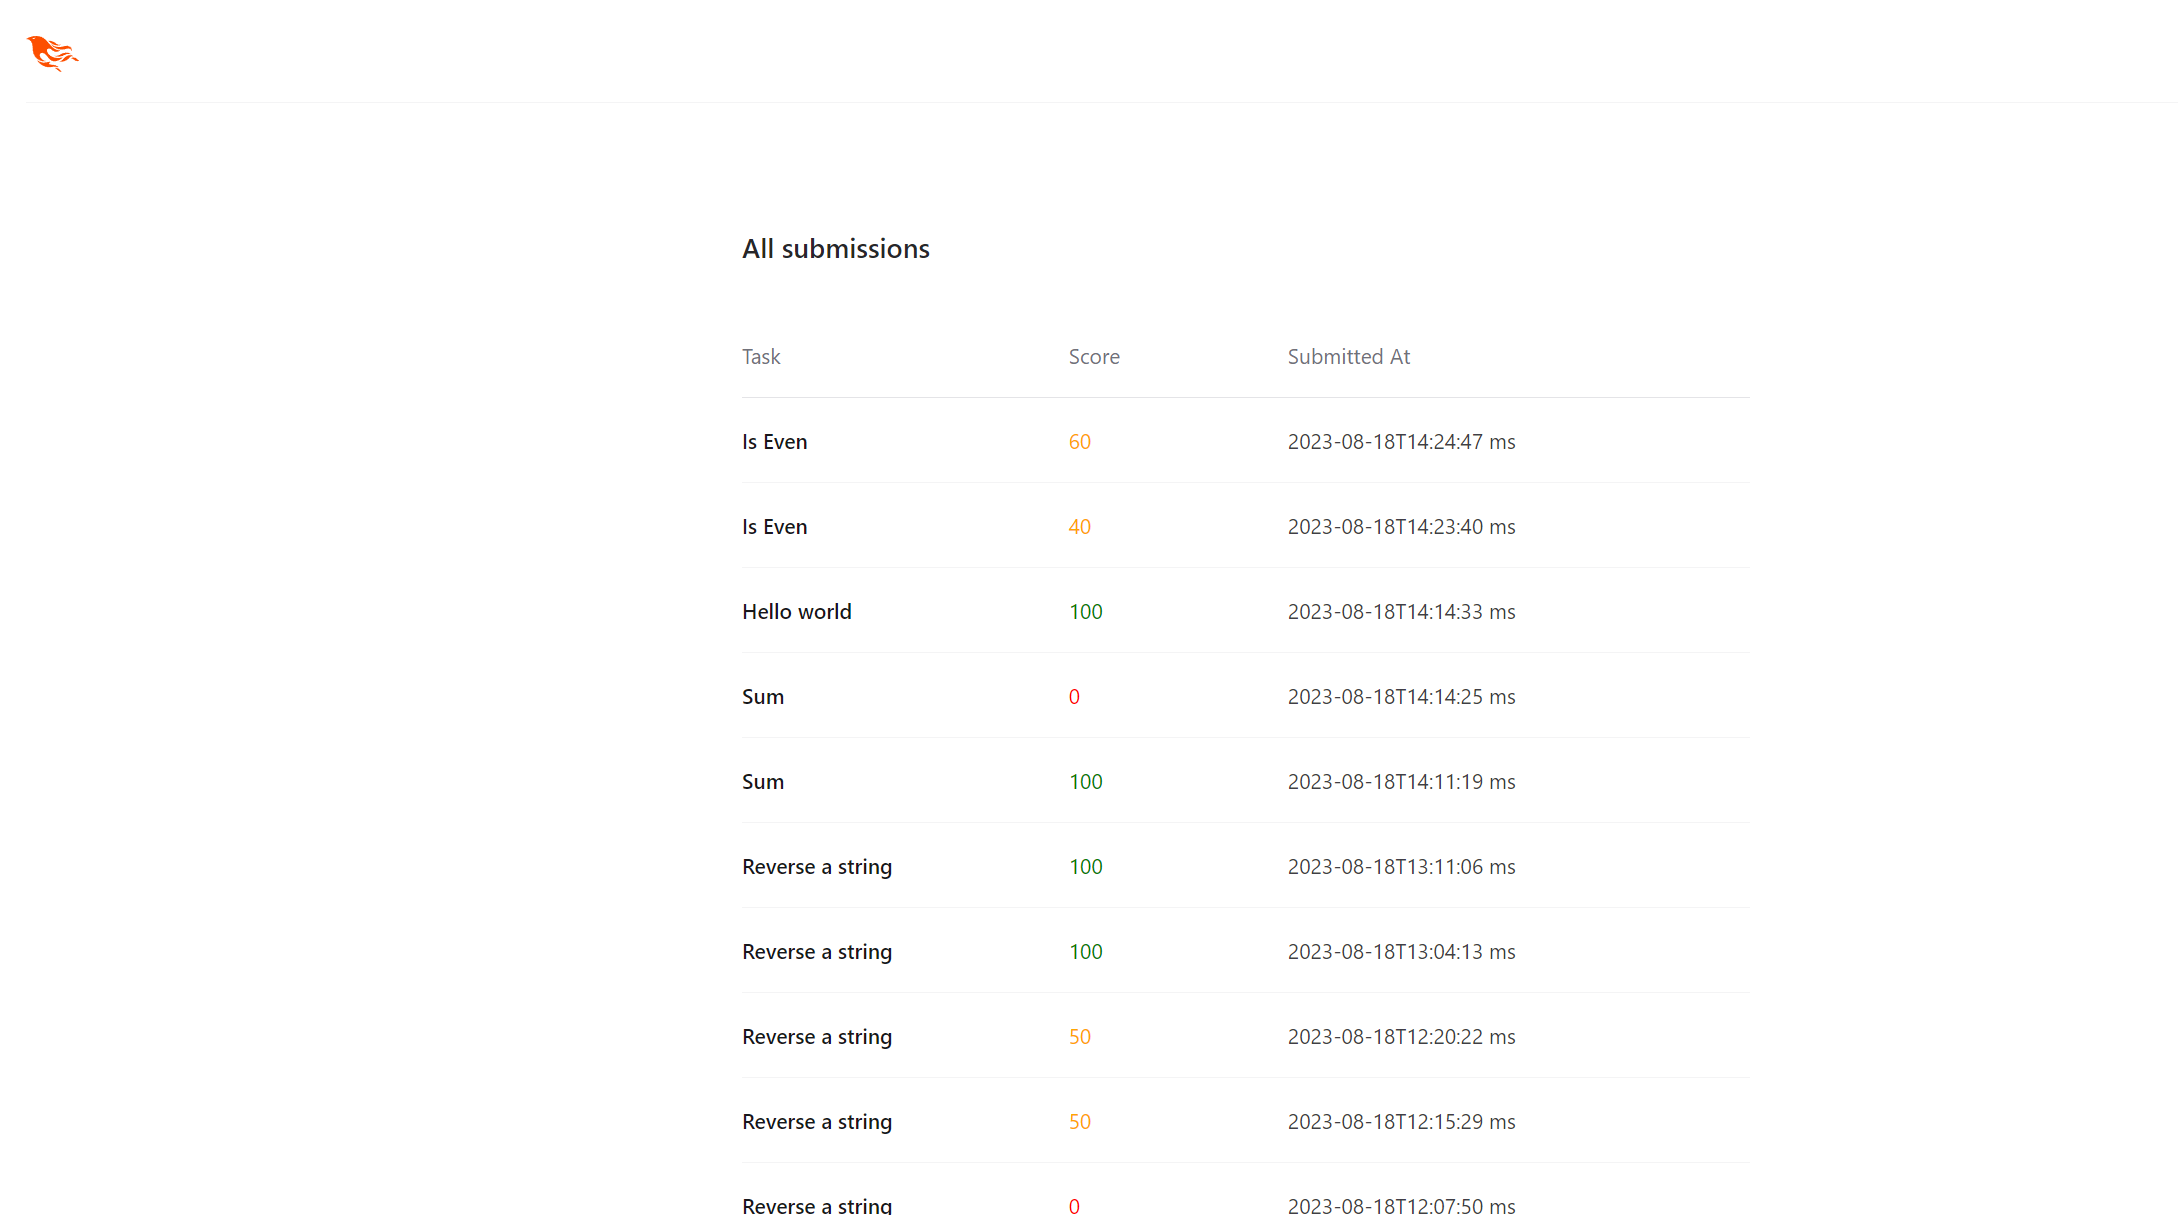 All submissions
Task Score Submitted At
Is Even 60 2023-08-18T14:24:47 ms
Is Even 40 2023-08-18T14:23:40 ms
Hello world 100 2023-08-18T14:14:33 ms
Sum 0 2023-08-18T14:14:25 ms
Sum 100 2023-08-18T14:11:19 ms
Reverse a string 100 2023-08-18T13:11:06 ms
Reverse a string 100 2023-08-18T13:04:13 ms
Reverse a string 50 2023-08-18T12:20:22 ms
Reverse a string 50 2023-08-18T12:15:29 ms
Reverse a string 0 2023-08-18T12:07:50 ms